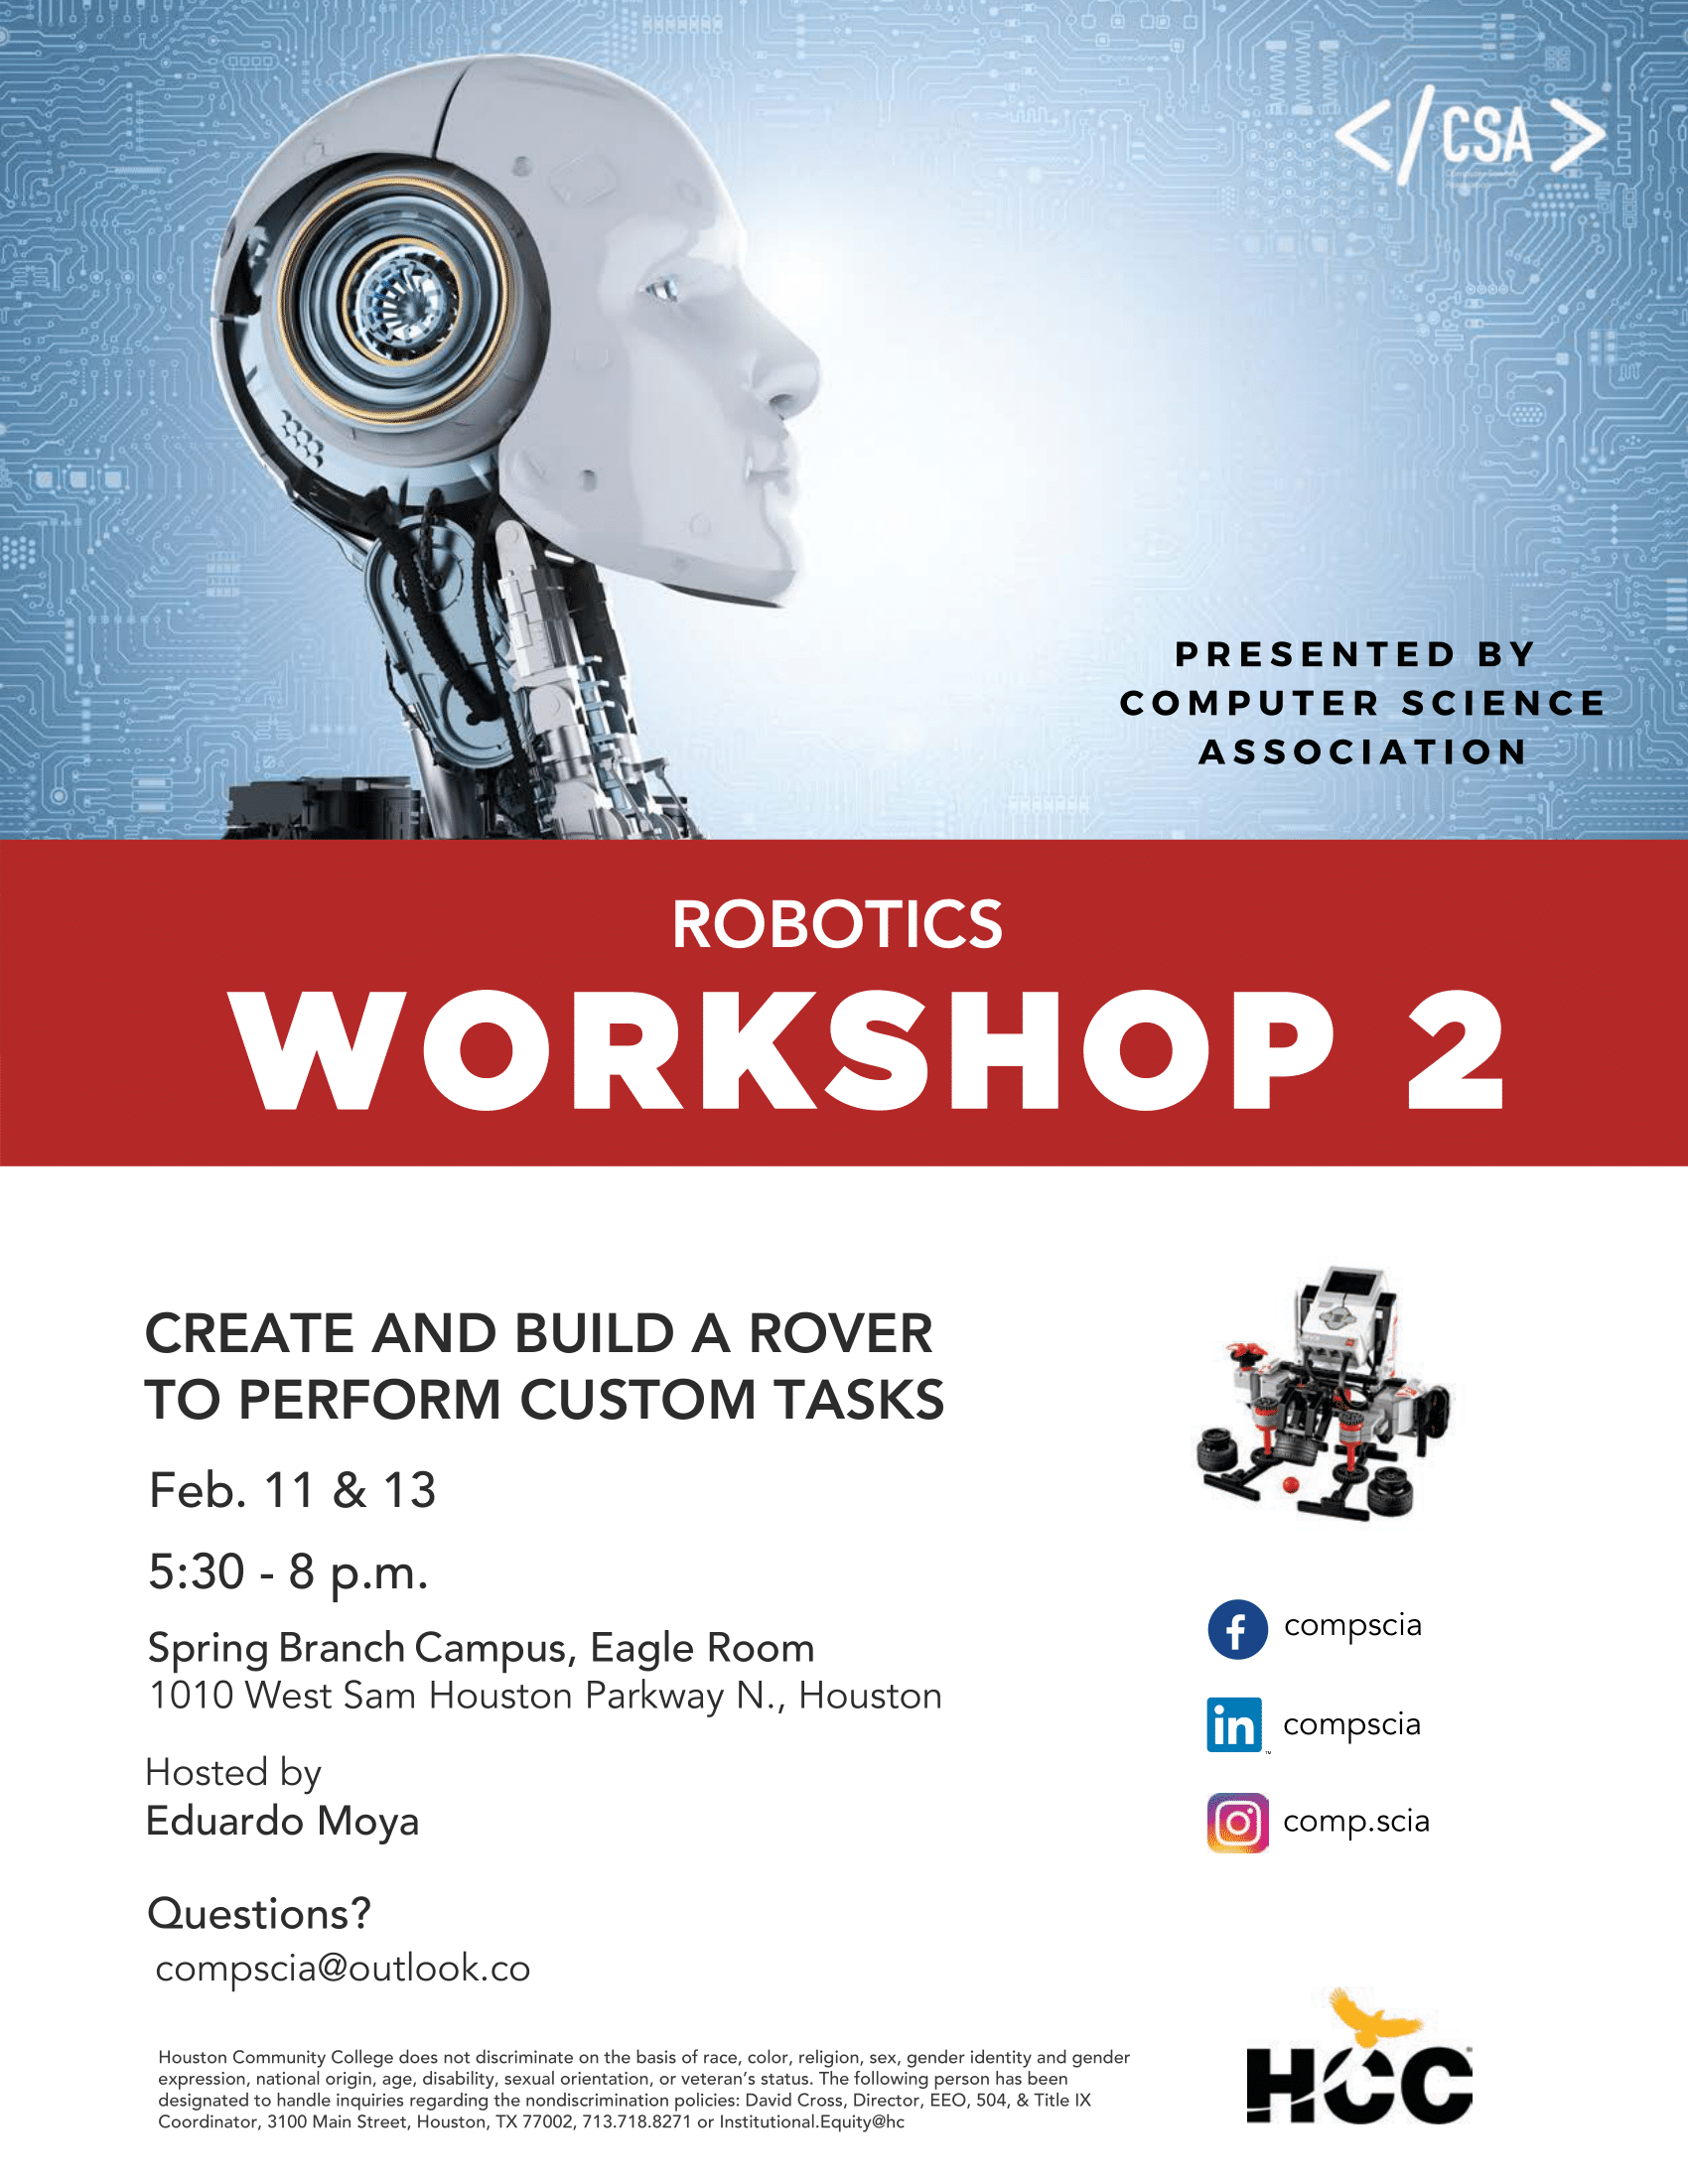 </CSA>
PRESENTED BY
COMPUTER SCIENCE
ASSOCIATION
ROBOTICS
WORKSHOP 2
CREATE AND BUILD A ROVER
TO PERFORM CUSTOM TASKS
Feb. 11 & 13
5:30 - 8 p.m.
Spring Branch Campus, Eagle Room
1010 West Sam Houston Parkway N., Houston
Hosted by
Eduardo Moya
Questions?
compscia@outlook.co
compscia
in
compscia
comp.scia
Houston Community College does not discriminate on the basis of race, color, religion, sex, gender identity and gender
expression, national origin, age, disability, sexual orientation, or veteran's status. The following person has been
designated to handle inquiries regarding the nondiscrimination policies: David Cross, Director, EEO, 504, & Title IX
Coordinator, 3100 Main Street, Houston, TX 77002, 713.718.8271 or Institutional.Equity@hc
HCC